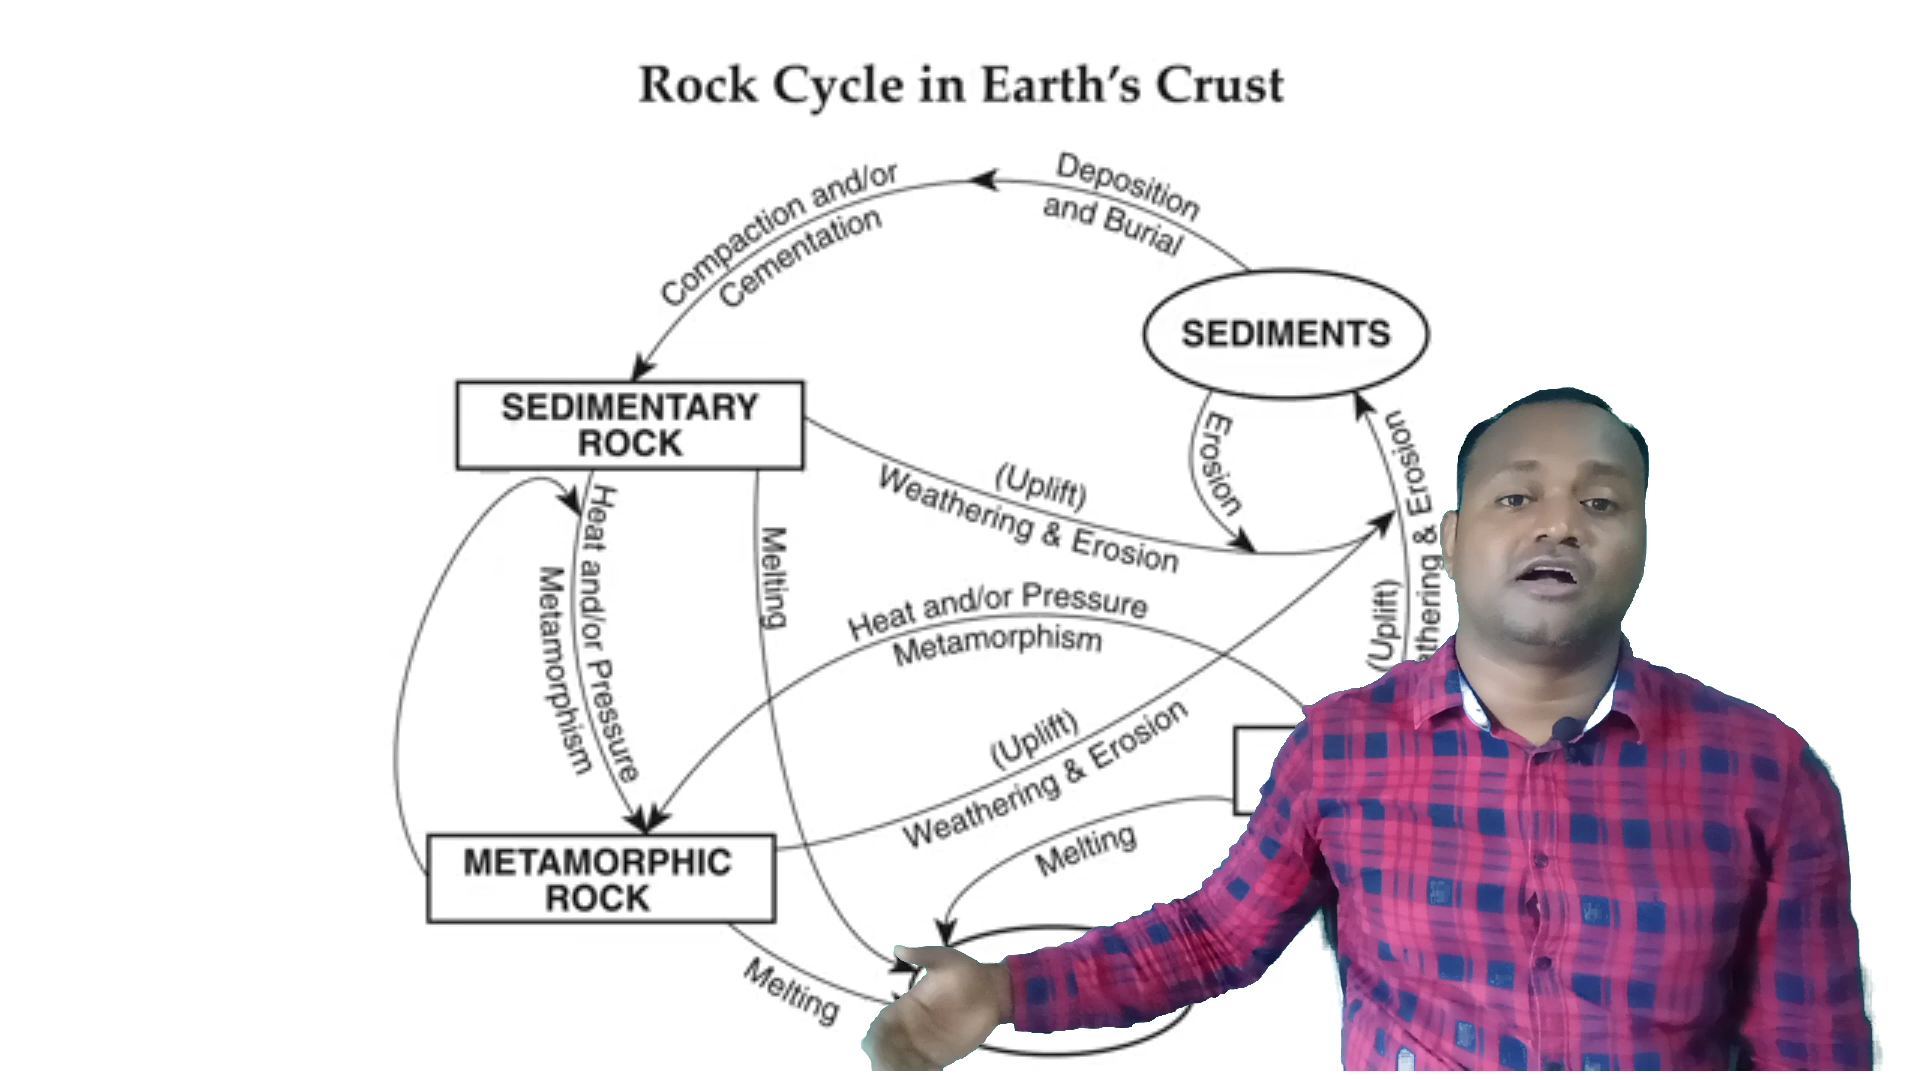 Rock Cycle in Earth's Crust
Deposition
and Burial
Compaction and/or
Cementation
SEDIMENTS
SEDIMENTARY
ROCK
Erosion
(Uplift)
Weathering & Erosion
Heat and/or Pressure
Metamorphism
Melting
Heat and/or Pressure
Metamorphism
(Uplift)
& Erosion
(Uplift)
Weathering & Erosion
Melting
METAMORPHIC
ROCK
Melting